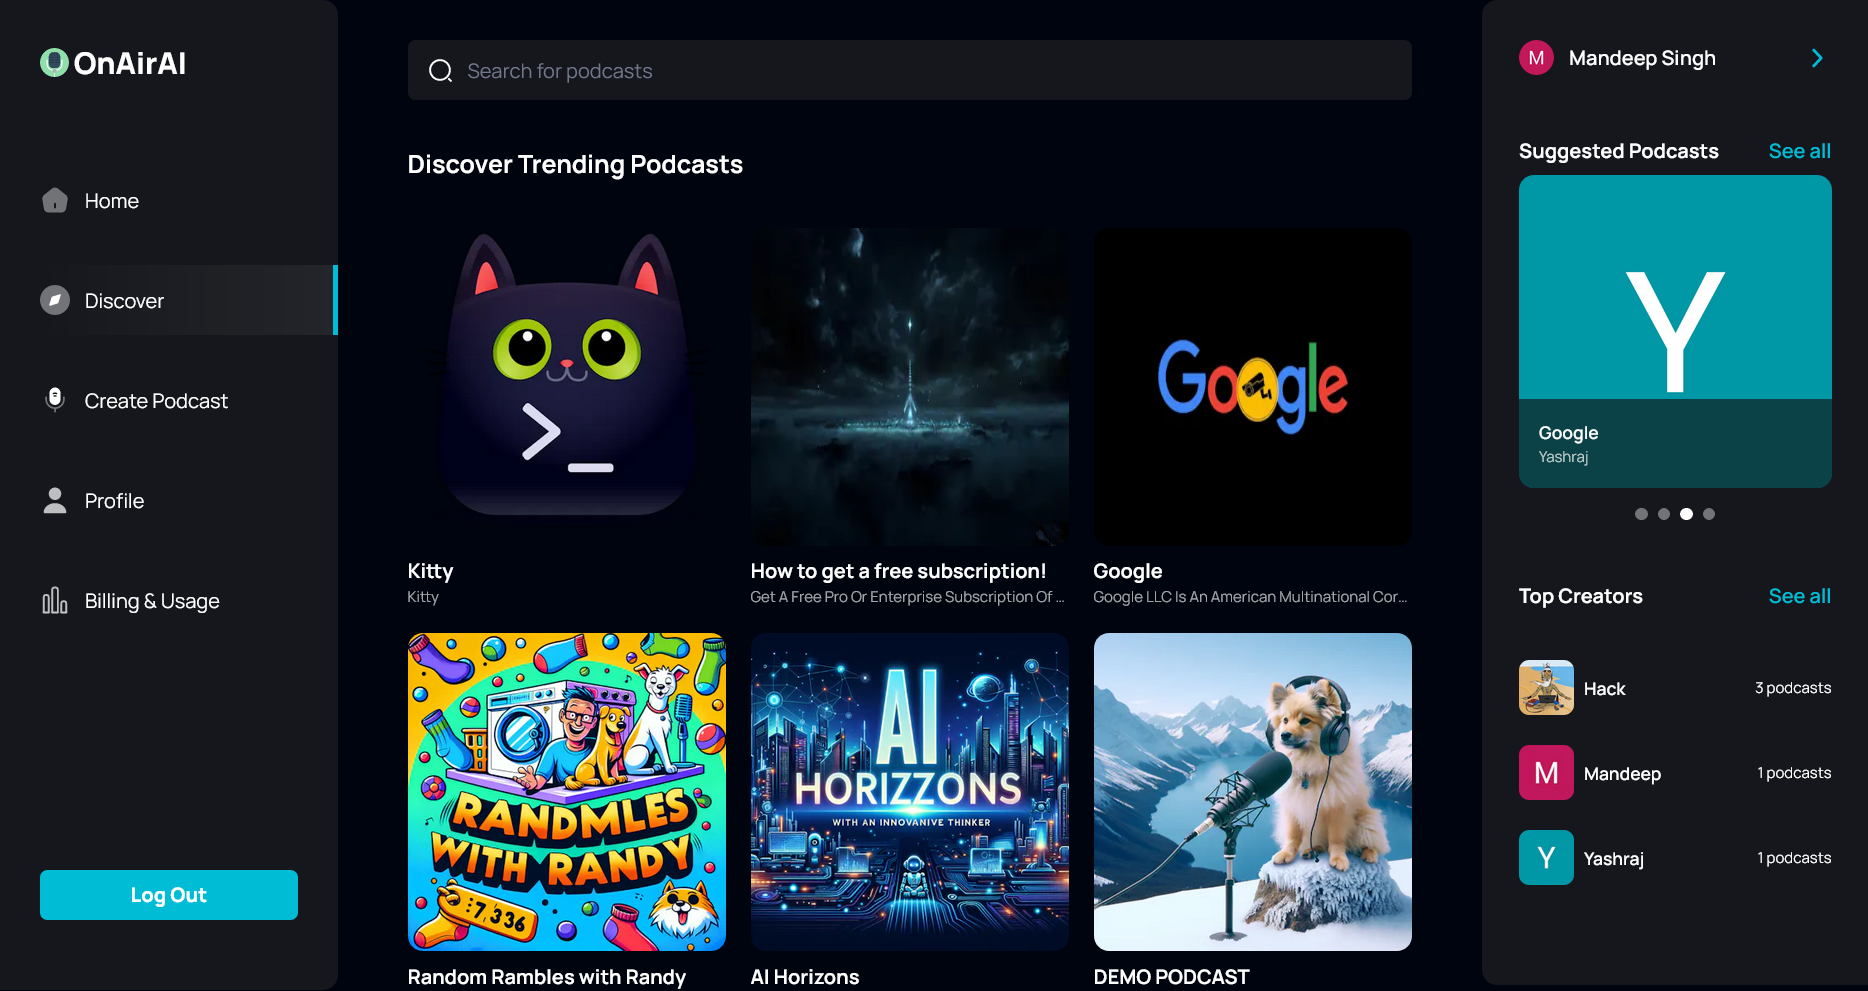 OnAirAI
Home
Discover
Create Podcast
Profile
Billing & Usage
Log Out
Search for podcasts
Discover Trending Podcasts
>_
Google
Kitty
Kitty
How to get a free subscription!
Get A Free Pro Or Enterprise Subscription Of ...
Google
Google LLC Is An American Multinational Cor...
RANDMLES
WITH RANDY
:7,336
AI
HORIZZONS
WITH AN INNOVANIVE THINKER
Random Rambles with Randy
AI Horizons
DEMO PODCAST
M
Mandeep Singh
Suggested Podcasts
See all
Y
Google
Yashraj
Top Creators
See all
Hack
3 podcasts
M
Mandeep
1 podcasts
Y
Yashraj
1 podcasts